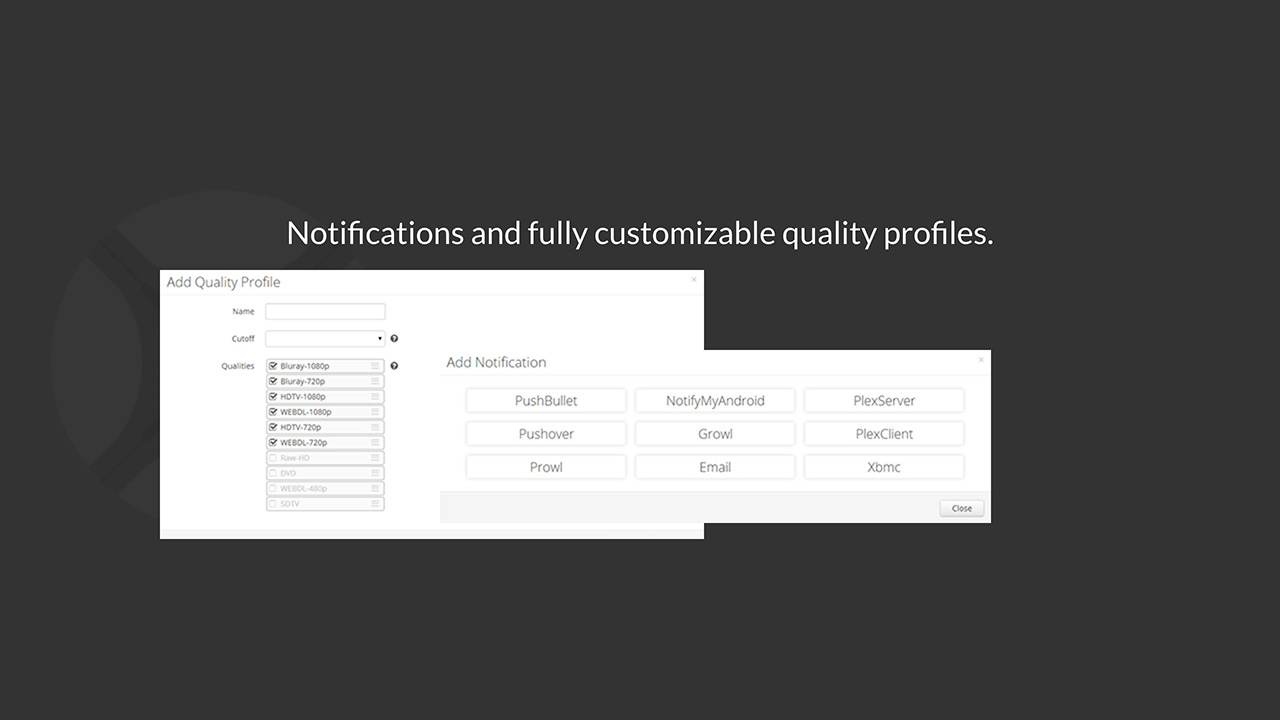 Notifications and fully customizable quality profiles.
Add Quality Profile
Name
Cutoff
Qualities
Bluray-1080p
Bluray-720p
HDTV-1080p
WEBDL-1080p
HDTV-720p
WEBDL-720p
Raw-HD
DVD
WEBDL-480p
SDTV
Add Notification
PushBullet NotifyMyAndroid PlexServer
Pushover Growl PlexClient
Prowl Email Xbmc
Close